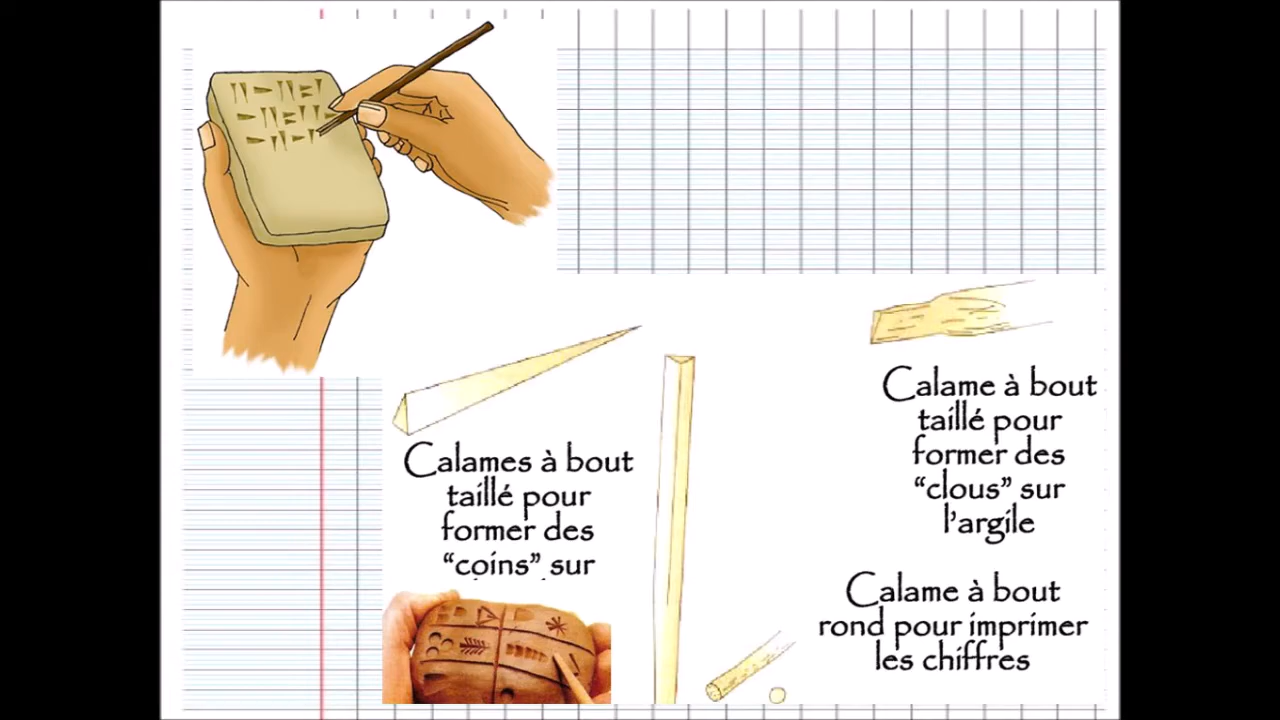 Calames à bout
taillé pour
former des
“coins” sur
Calame à bout
taillé pour
former des
“clous” sur
l’argile
Calame à bout
rond pour imprimer
les chiffres